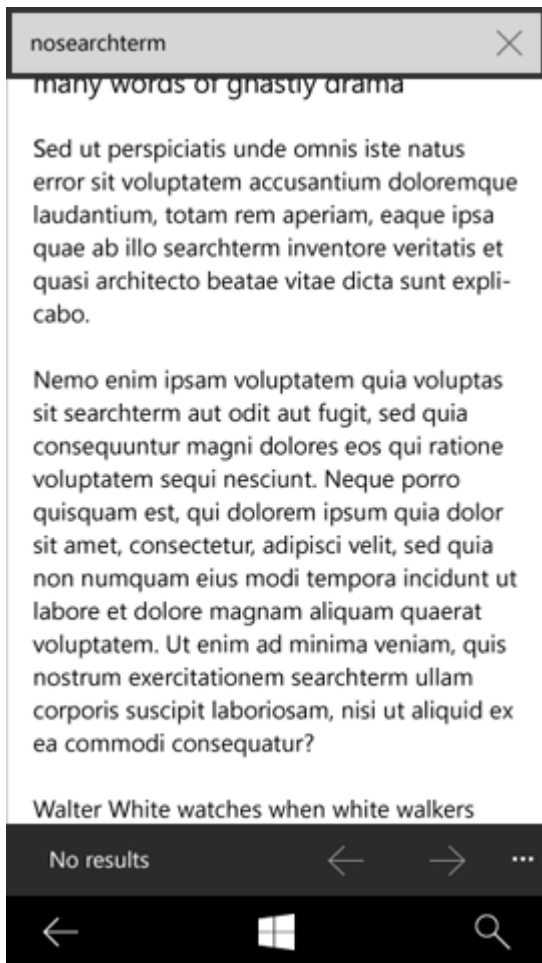 nosearchterm
many words of ghastly drama
Sed ut perspiciatis unde omnis iste natus
error sit voluptatem accusantium doloremque
laudantium, totam rem aperiam, eaque ipsa
quae ab illo searchterm inventore veritatis et
quasi architecto beatae vitae dicta sunt expli-
cabo.
Nemo enim ipsam voluptatem quia voluptas
sit searchterm aut odit aut fugit, sed quia
consequuntur magni dolores eos qui ratione
voluptatem sequi nesciunt. Neque porro
quisquam est, qui dolorem ipsum quia dolor
sit amet, consectetur, adipisci velit, sed quia
non numquam eius modi tempora incidunt ut
labore et dolore magnam aliquam quaerat
voluptatem. Ut enim ad minima veniam, quis
nostrum exercitationem searchterm ullam
corporis suscipit laboriosam, nisi ut aliquid ex
ea commodi consequatur?
Walter White watches when white walkers
No results